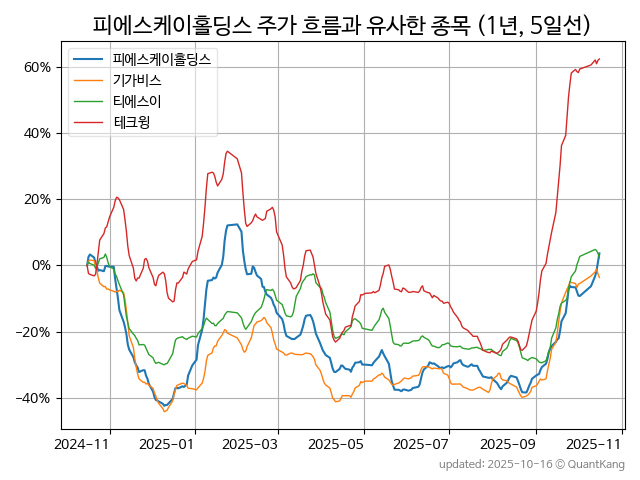 피에스케이홀딩스 주가 흐름과 유사한 종목 (1년, 5일선)
피에스케이홀딩스
기가비스
티에스이
테크윙
60%
40%
20%
0%
−20%
−40%
2024-11 2025-01 2025-03 2025-05 2025-07 2025-09 2025-11
updated: 2025-10-16 © QuantKang